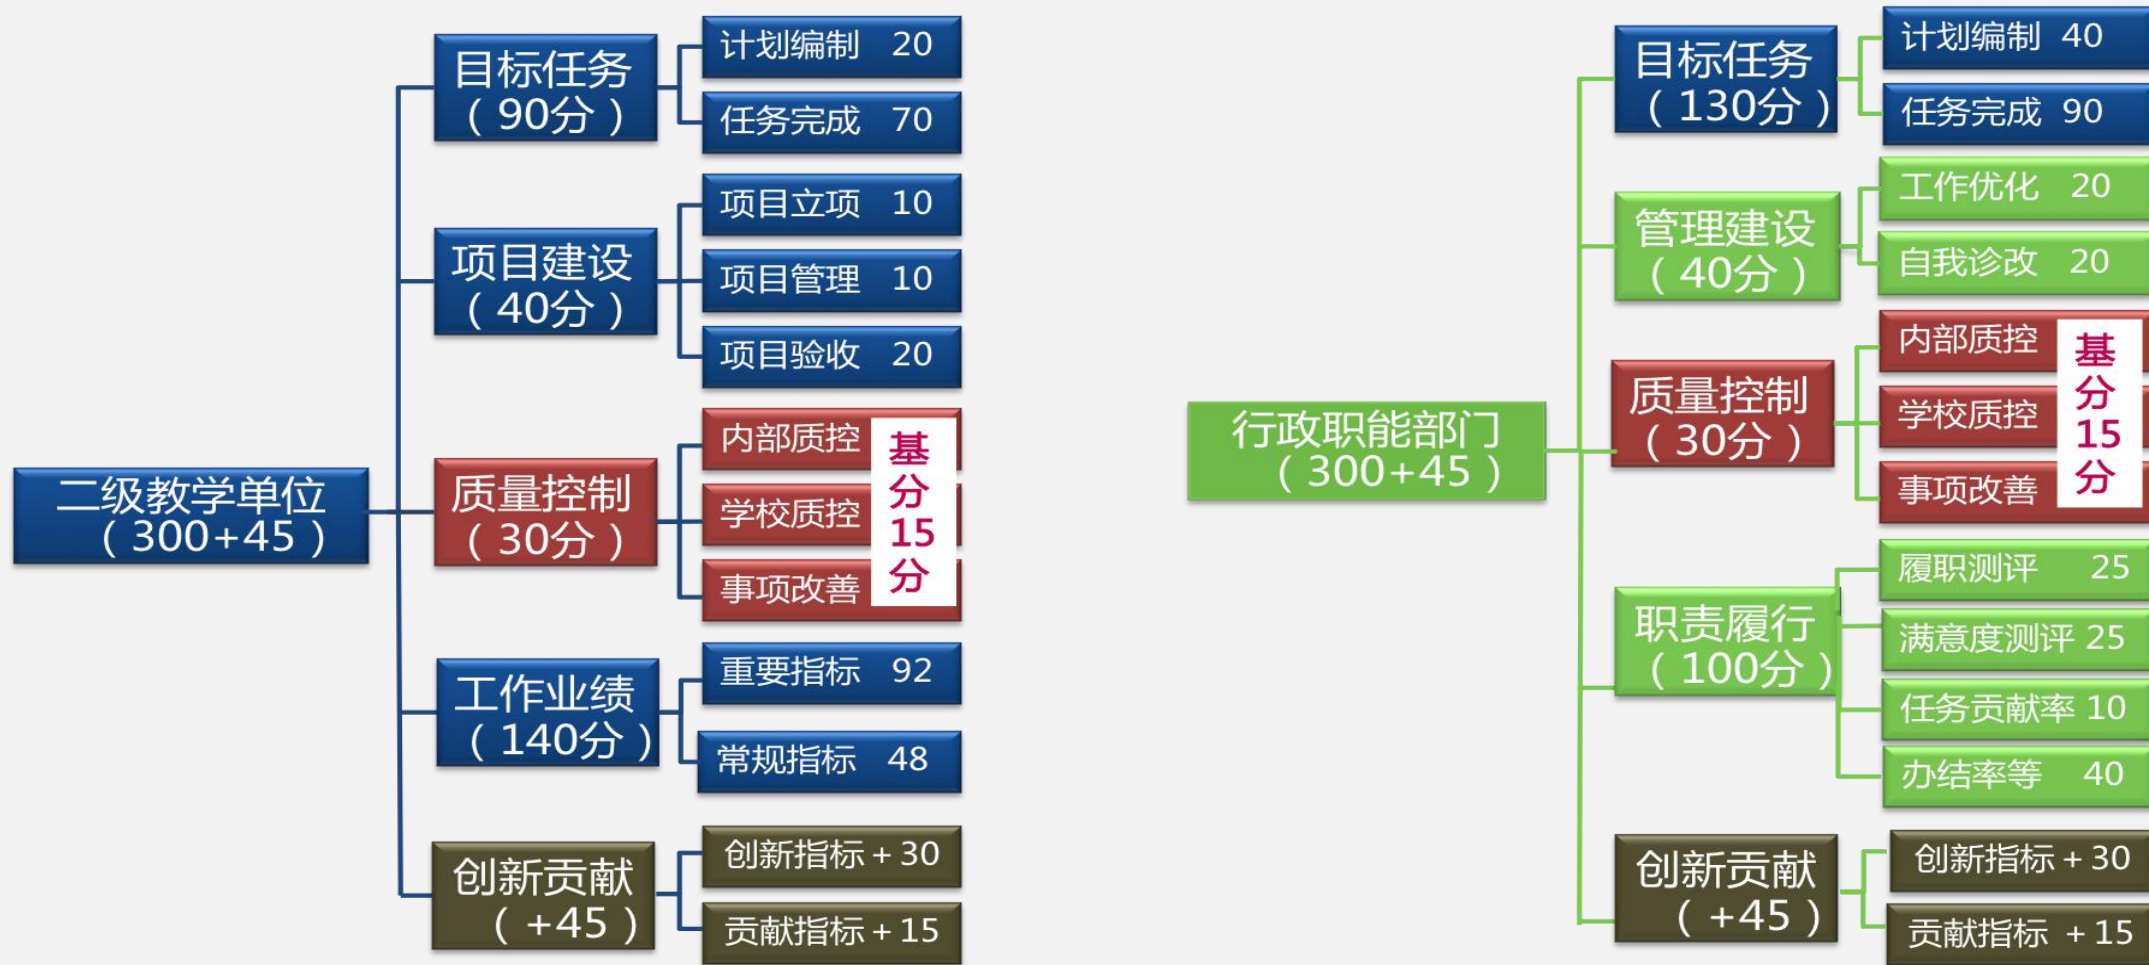 二级教学单位
（300+45）
目标任务
（90分）
计划编制 20
任务完成 70
项目建设
（40分）
项目立项 10
项目管理 10
项目验收 20
质量控制
（30分）
内部质控
学校质控
事项改善
基
分
15
分
工作业绩
（140分）
重要指标 92
常规指标 48
创新贡献
（+45）
创新指标+30
贡献指标+15
行政职能部门
（300+45）
目标任务
（130分）
计划编制 40
任务完成 90
管理建设
（40分）
工作优化 20
自我诊改 20
质量控制
（30分）
内部质控
学校质控
事项改善
基
分
15
分
职责履行
（100分）
履职测评 25
满意度测评 25
任务贡献率 10
办结率等 40
创新贡献
（+45）
创新指标+30
贡献指标 +15